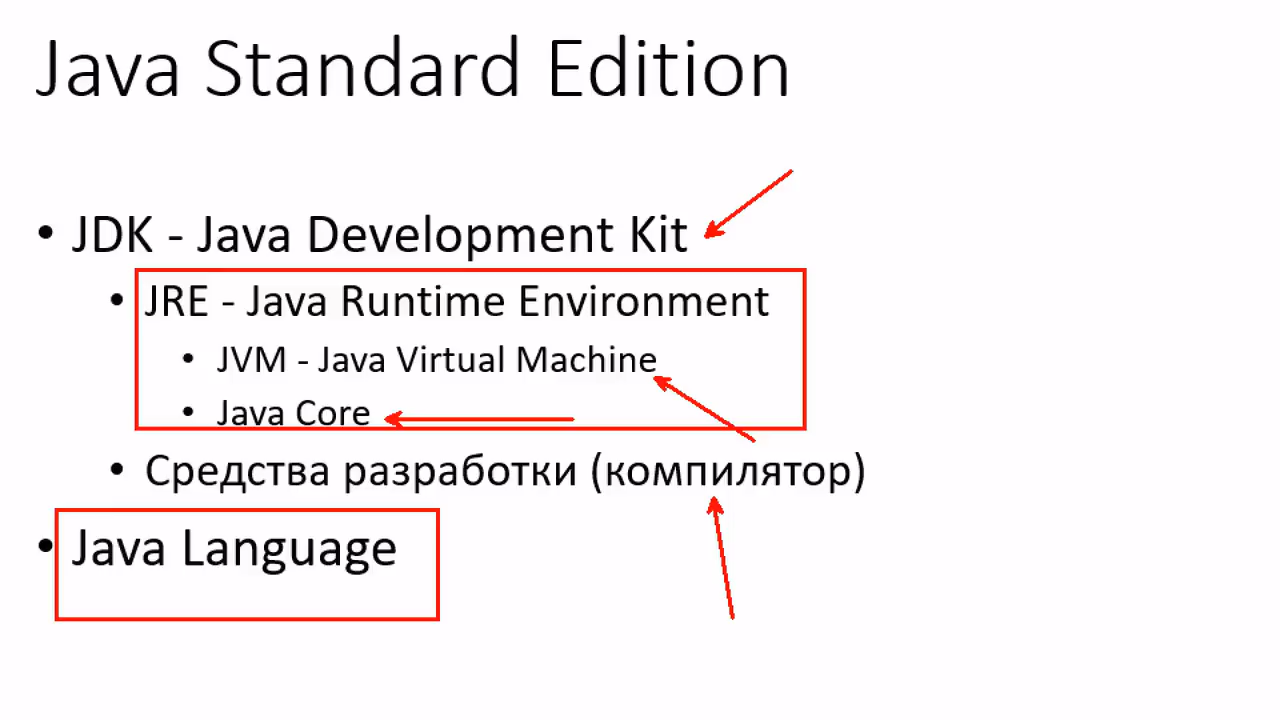 Java Standard Edition
• JDK - Java Development Kit
• JRE - Java Runtime Environment
• JVM - Java Virtual Machine
• Java Core
• Средства разработки (компилятор)
• Java Language